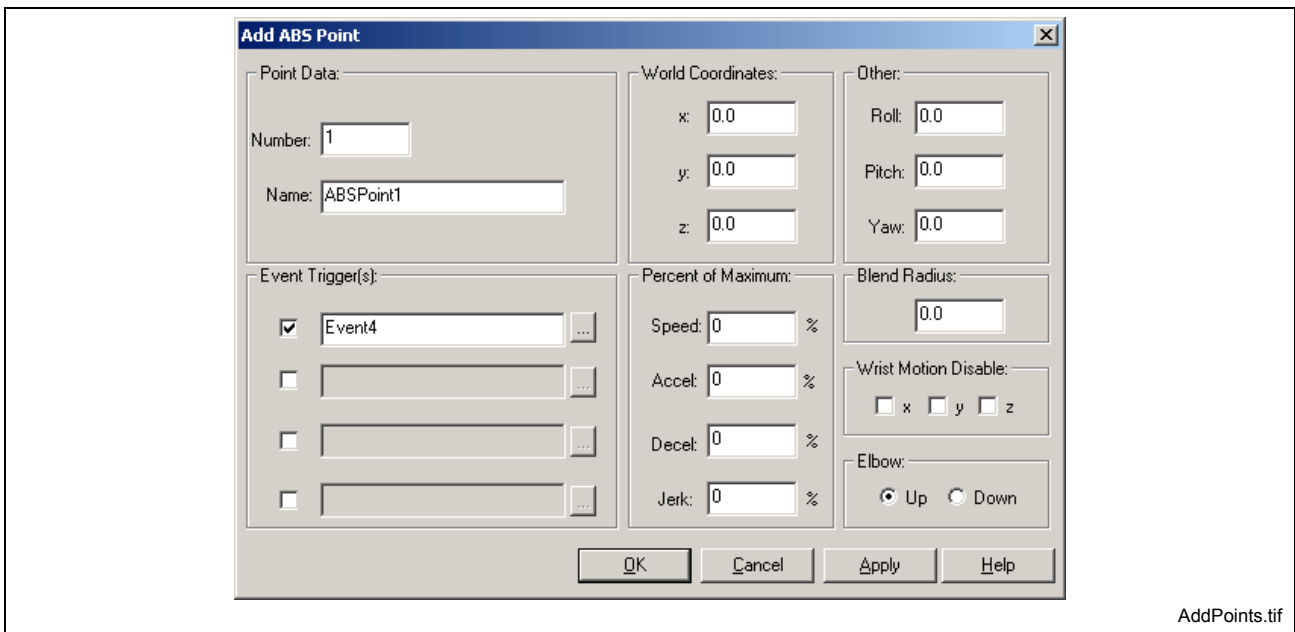 Add ABS Point
Point Data:
Number: 1
Name: ABSPoint1
World Coordinates:
x: 0.0
y: 0.0
z: 0.0
Other:
Roll: 0.0
Pitch: 0.0
Yaw: 0.0
Event Trigger(s):
Event4 ...
...
...
...
Percent of Maximum:
Speed: 0 %
Accel: 0 %
Decel: 0 %
Jerk: 0 %
Blend Radius:
0.0
Wrist Motion Disable:
x y z
Elbow:
Up Down
OK Cancel Apply Help
AddPoints.tif